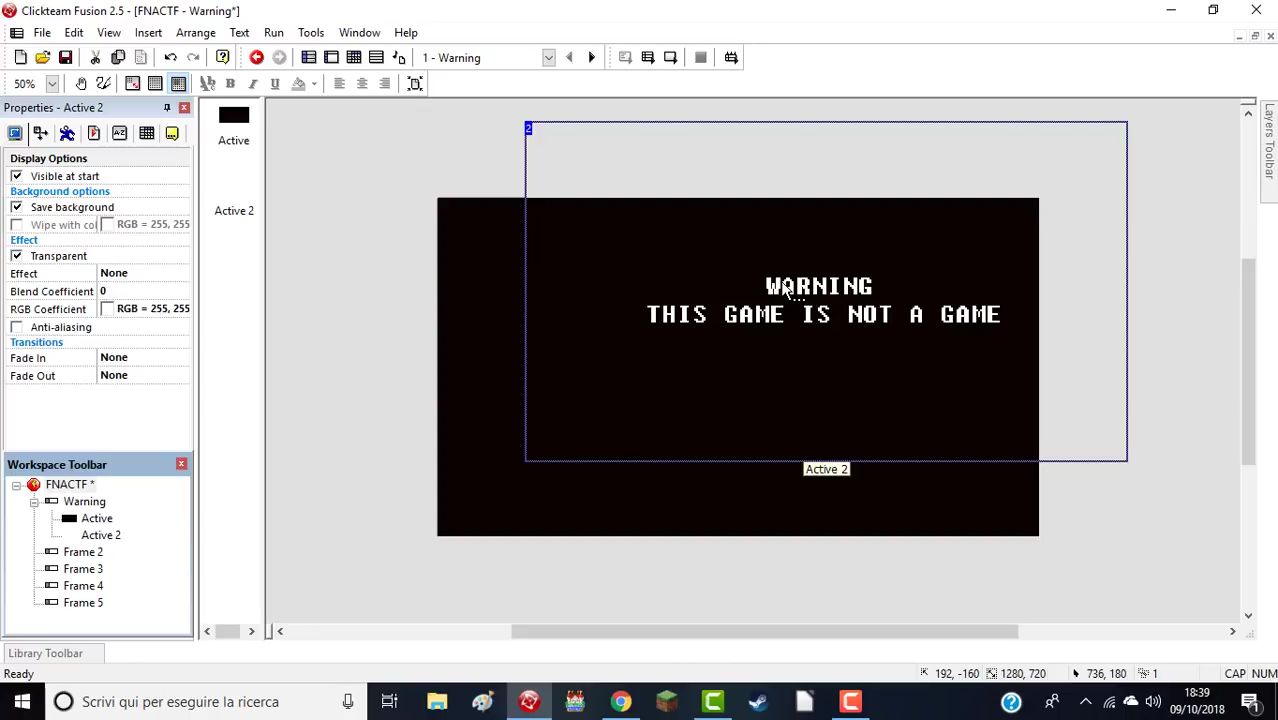 Clickteam Fusion 2.5 - [FNACTF - Warning*]
File Edit View Insert Arrange Text Run Tools Window Help
1 - Warning
50%
Properties - Active 2
Display Options
Visible at start
Background options
Save background
Wipe with col RGB = 255, 255
Effect
Transparent
Effect None
Blend Coefficient 0
RGB Coefficient RGB = 255, 255
Anti-aliasing
Transitions
Fade In None
Fade Out None
Workspace Toolbar
FNACTF *
Warning
Active
Active 2
Frame 2
Frame 3
Frame 4
Frame 5
Library Toolbar
Active
Active 2
2
WARNING
THIS GAME IS NOT A GAME
Active 2
Layers Toolbar
Ready
192, -160 1280, 720 736, 180 1 CAP NUM
Scrivi qui per eseguire la ricerca
18:39
09/10/2018
1